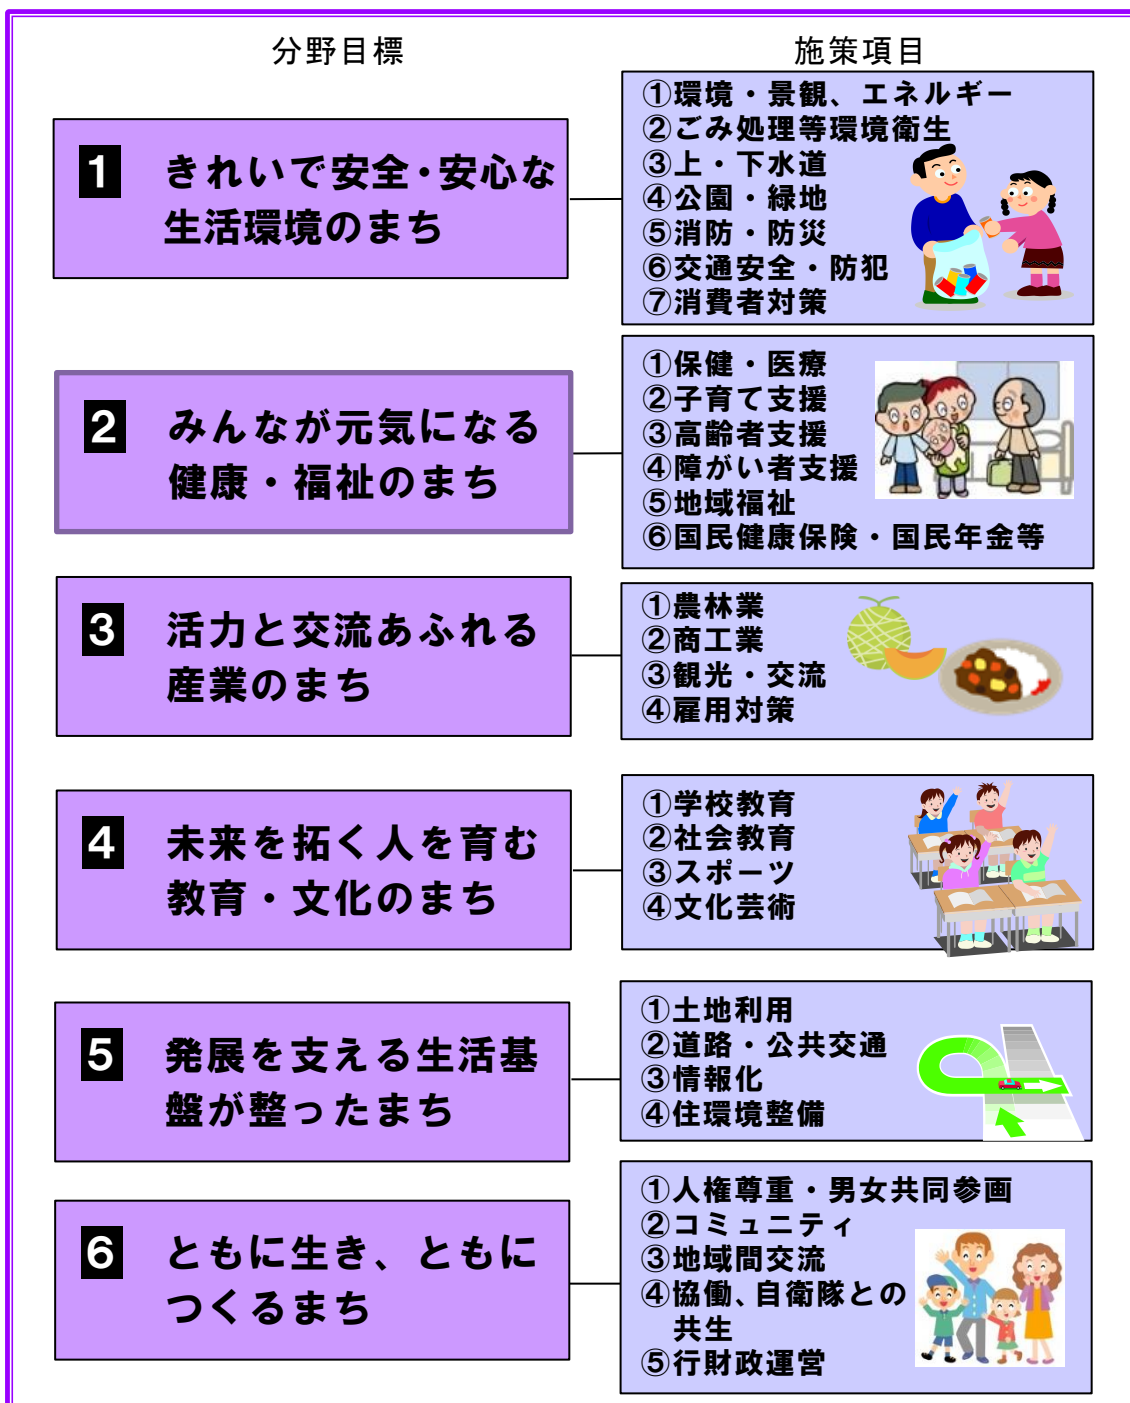 分野目標
施策項目
1 きれいで安全・安心な
生活環境のまち
①環境・景観、エネルギー
②ごみ処理等環境衛生
③上・下水道
④公園・緑地
⑤消防・防災
⑥交通安全・防犯
⑦消費者対策
2 みんなが元気になる
健康・福祉のまち
①保健・医療
②子育て支援
③高齢者支援
④障がい者支援
⑤地域福祉
⑥国民健康保険・国民年金等
3 活力と交流あふれる
産業のまち
①農林業
②商工業
③観光・交流
④雇用対策
4 未来を拓く人を育む
教育・文化のまち
①学校教育
②社会教育
③スポーツ
④文化芸術
5 発展を支える生活基
盤が整ったまち
①土地利用
②道路・公共交通
③情報化
④住環境整備
6 ともに生き、ともに
つくるまち
①人権尊重・男女共同参画
②コミュニティ
③地域間交流
④協働、自衛隊との
共生
⑤行財政運営